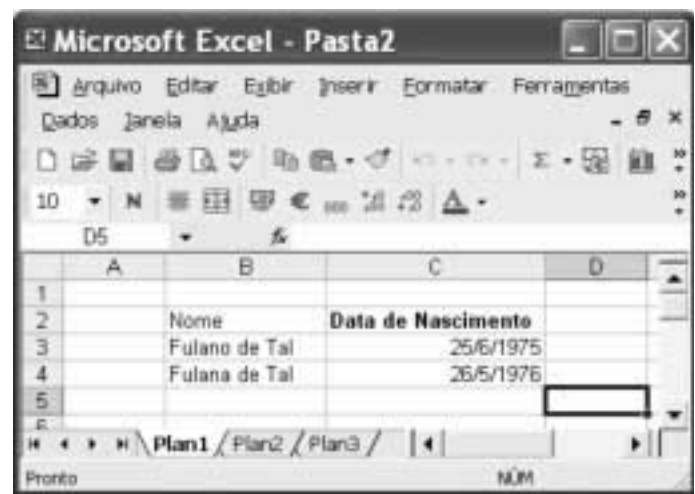 Microsoft Excel - Pasta2
Arquivo Editar Exibir Inserir Formatar Ferramentas
Dados Janela Ajuda
10 N
D5 fx
A B C D
1
2 Nome Data de Nascimento
3 Fulano de Tal 25/6/1975
4 Fulana de Tal 26/5/1976
5
6
Plan1 Plan2 Plan3
Pronto NÚM